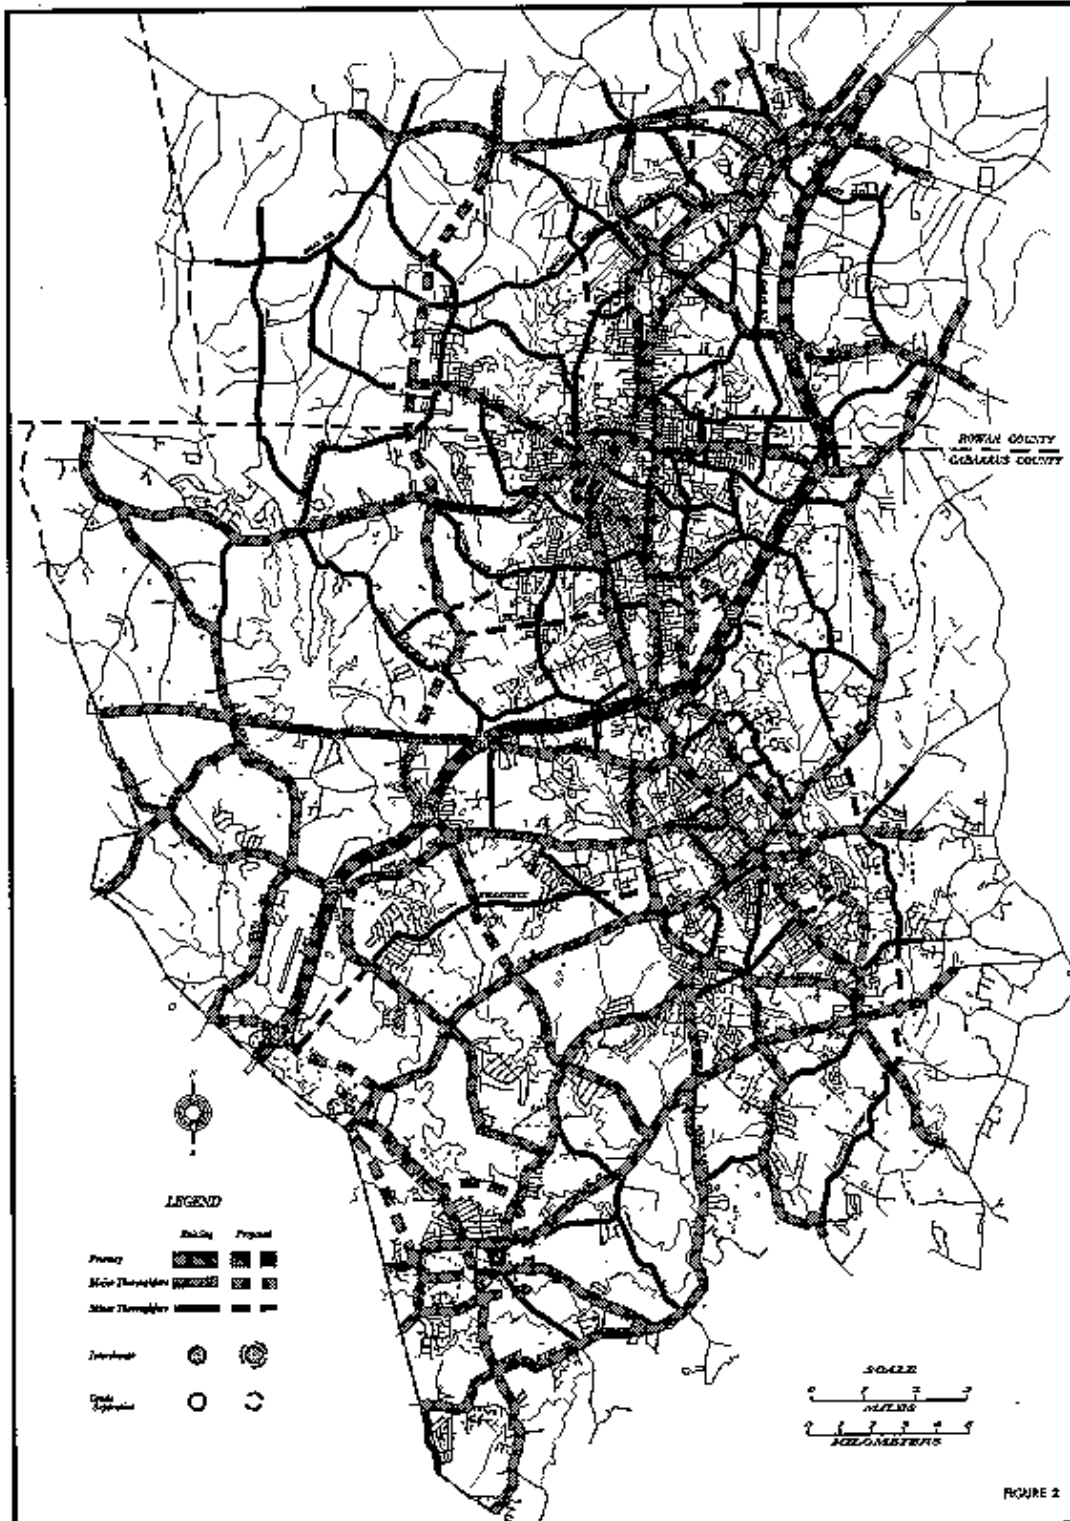 ROWAN COUNTY
CABARRUS COUNTY
LEGEND
Existing Proposed
Primary
Major Thoroughfare
Minor Thoroughfare
Interchange
Grade Separation
SCALE
MILES
KILOMETERS
FIGURE 2